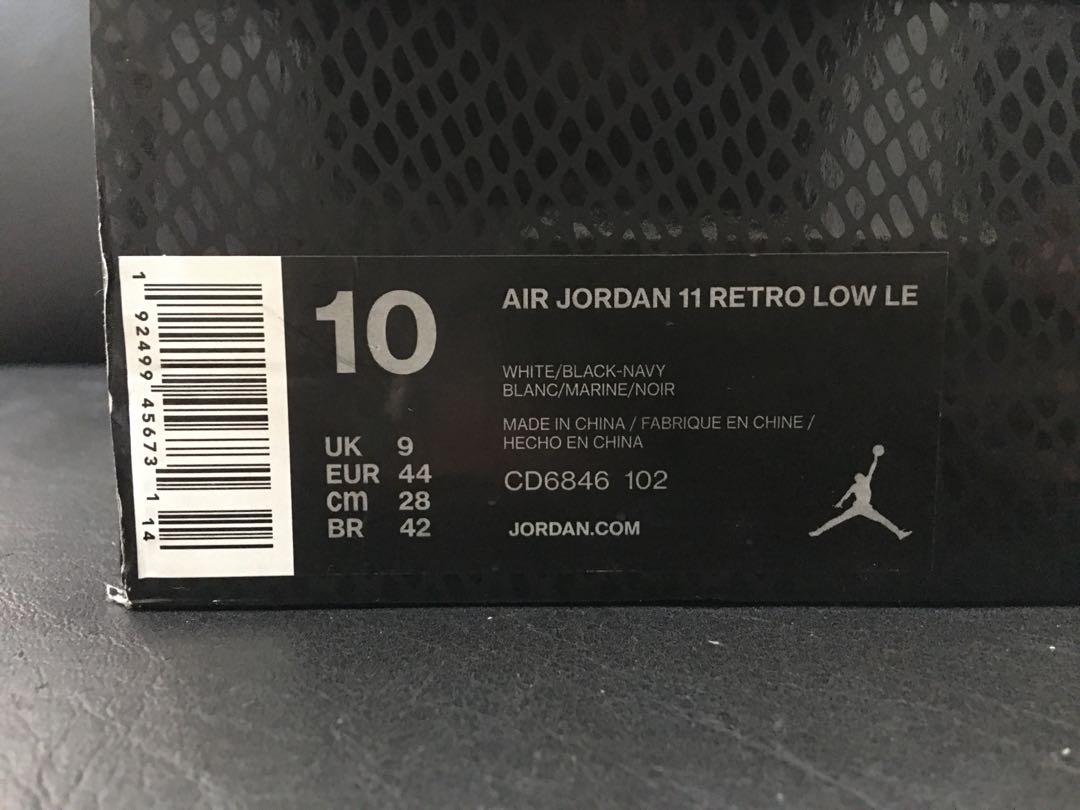 1 92499 45673 1 14
10
UK 9
EUR 44
cm 28
BR 42
AIR JORDAN 11 RETRO LOW LE
WHITE/BLACK-NAVY
BLANC/MARINE/NOIR
MADE IN CHINA / FABRIQUE EN CHINE /
HECHO EN CHINA
CD6846 102
JORDAN.COM